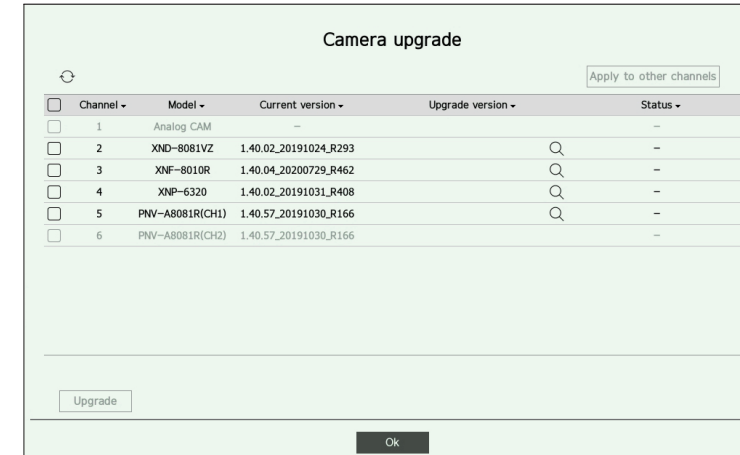 Camera upgrade
Apply to other channels
Channel Model Current version Upgrade version Status
1 Analog CAM – –
2 XND-8081VZ 1.40.02_20191024_R293 –
3 XNF-8010R 1.40.04_20200729_R462 –
4 XNP-6320 1.40.02_20191031_R408 –
5 PNV-A8081R(CH1) 1.40.57_20191030_R166 –
6 PNV-A8081R(CH2) 1.40.57_20191030_R166 –
Upgrade
Ok